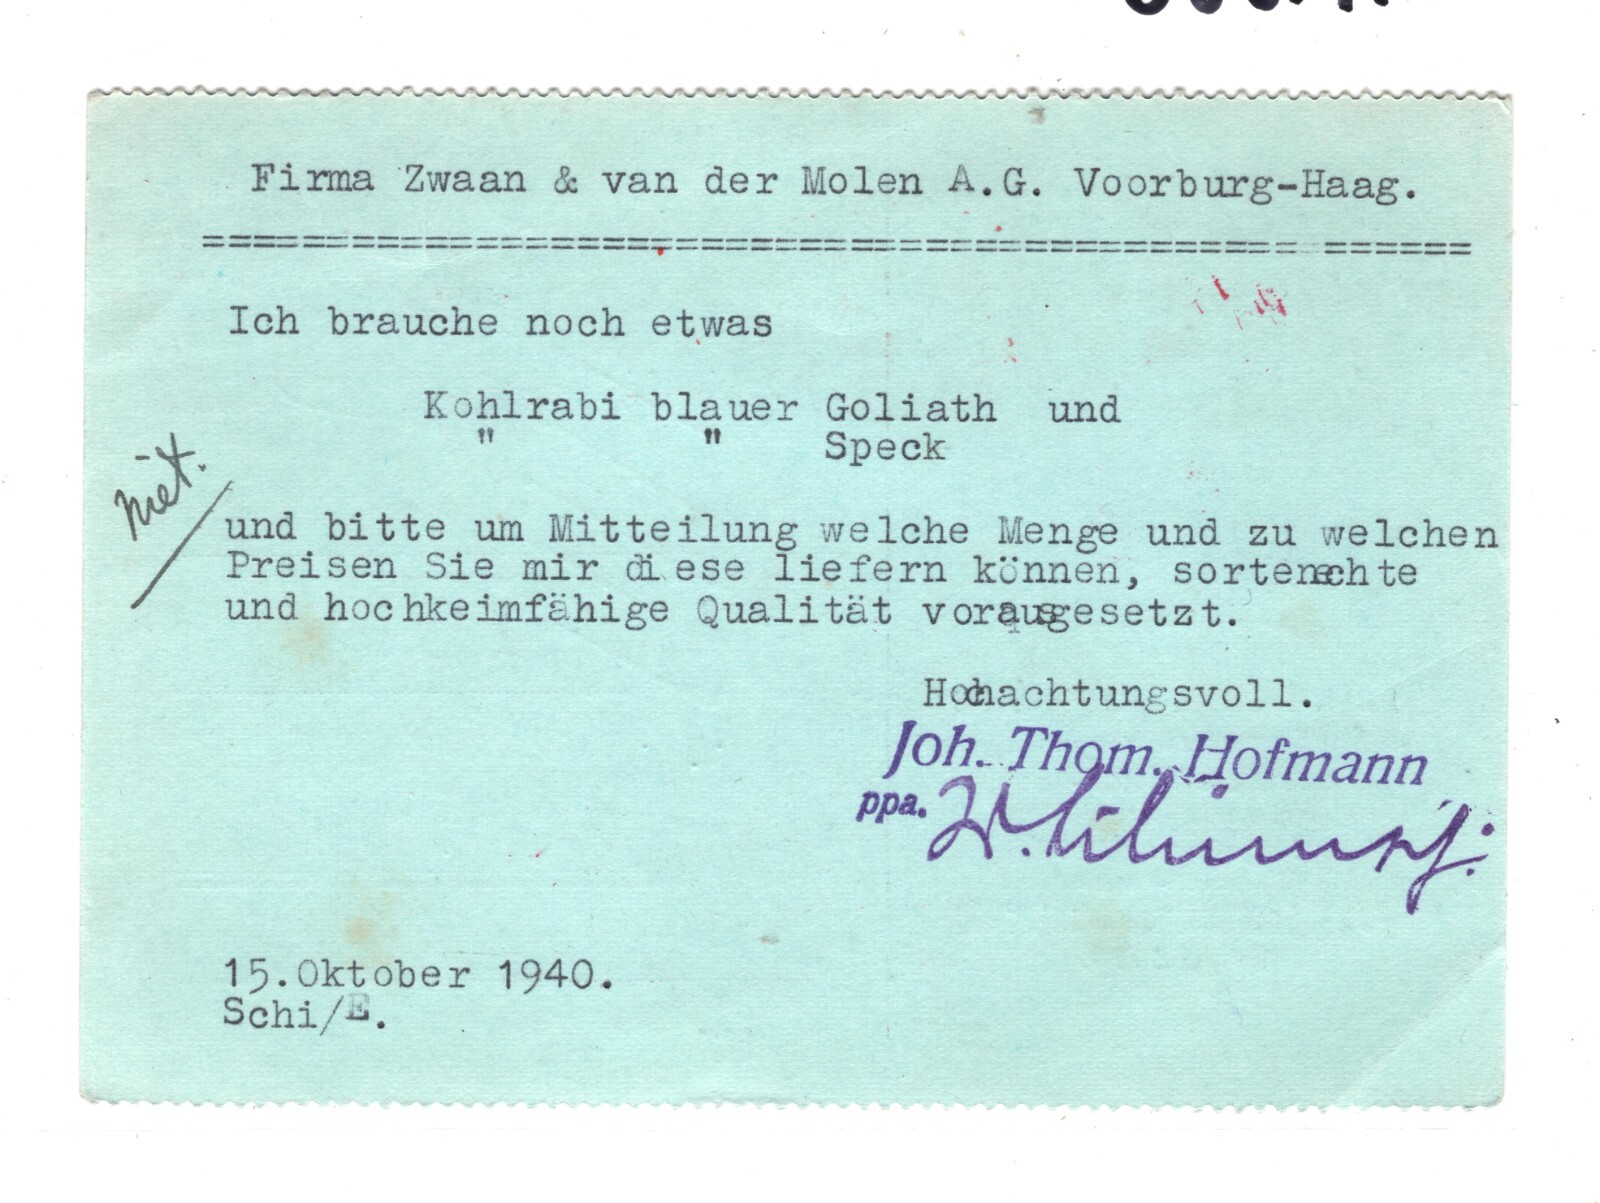 Firma Zwaan & van der Molen A.G. Voorburg-Haag.
==================================================
Ich brauche noch etwas
Kohlrabi blauer Goliath und
" " Speck
niet.
und bitte um Mitteilung welche Menge und zu welchen
Preisen Sie mir diese liefern können, sortenechte
und hochkeimfähige Qualität vorausgesetzt.
Hochachtungsvoll.
Joh. Thom. Hofmann
ppa.
15.Oktober 1940.
Schi/E.